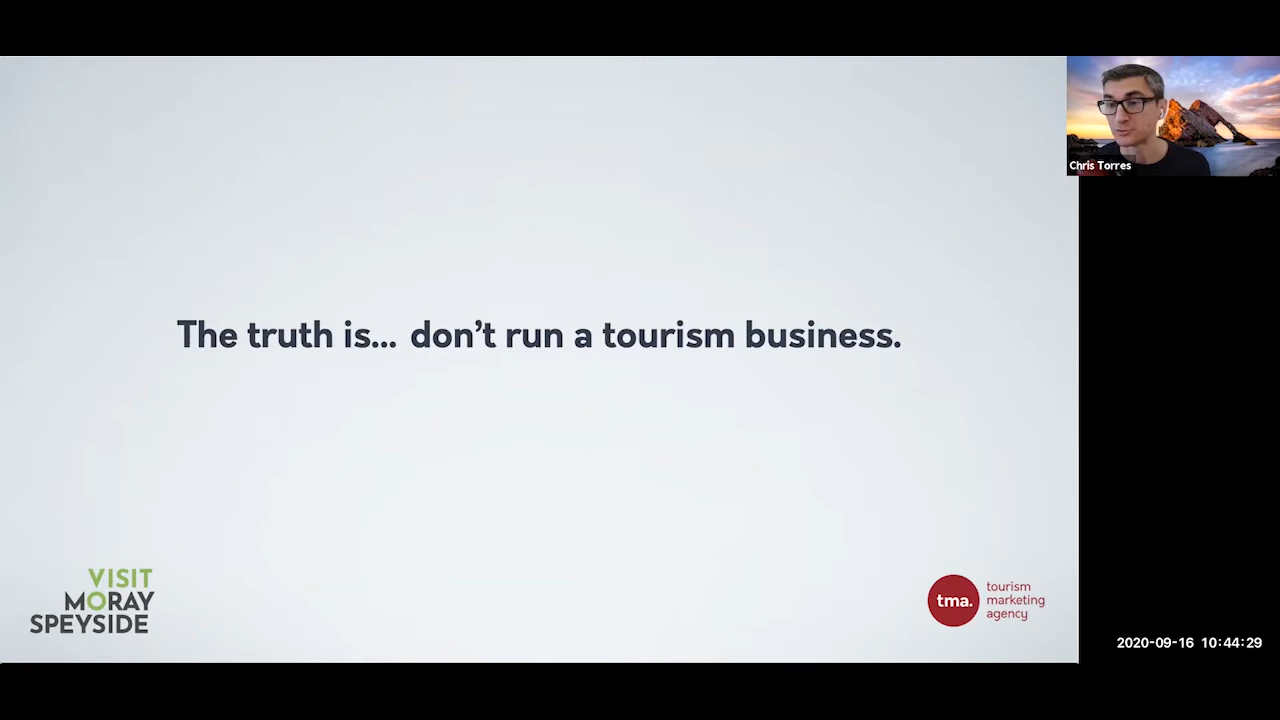 Chris Torres
The truth is... don't run a tourism business.
VISIT
MORAY
SPEYSIDE
tma.
tourism
marketing
agency
2020-09-16 10:44:29